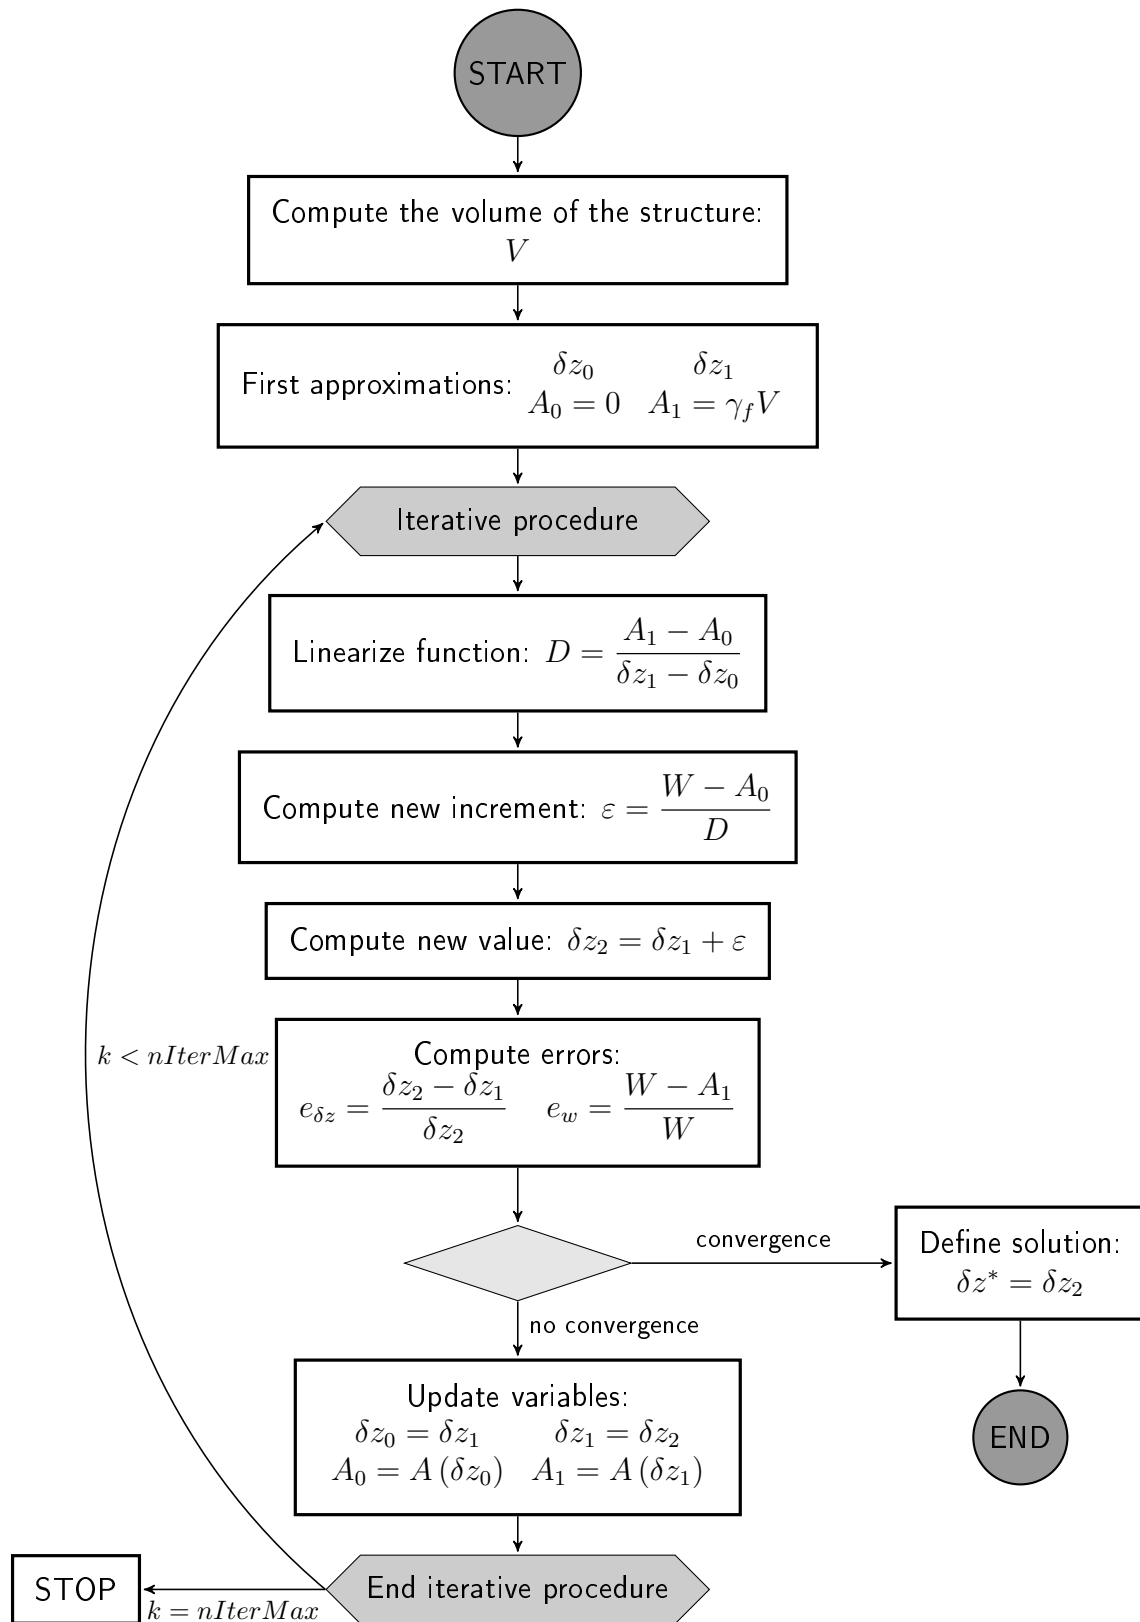 START
Compute the volume of the structure:
V
First approximations: δz₀ δz₁
A₀ = 0 A₁ = γ_f V
Iterative procedure
Linearize function: D = (A₁ − A₀) / (δz₁ − δz₀)
Compute new increment: ε = (W − A₀) / D
Compute new value: δz₂ = δz₁ + ε
k < nIterMax
Compute errors:
e_δz = (δz₂ − δz₁) / δz₂ e_w = (W − A₁) / W
convergence
Define solution:
δz* = δz₂
no convergence
Update variables:
δz₀ = δz₁ δz₁ = δz₂
A₀ = A (δz₀) A₁ = A (δz₁)
END
End iterative procedure
STOP
k = nIterMax